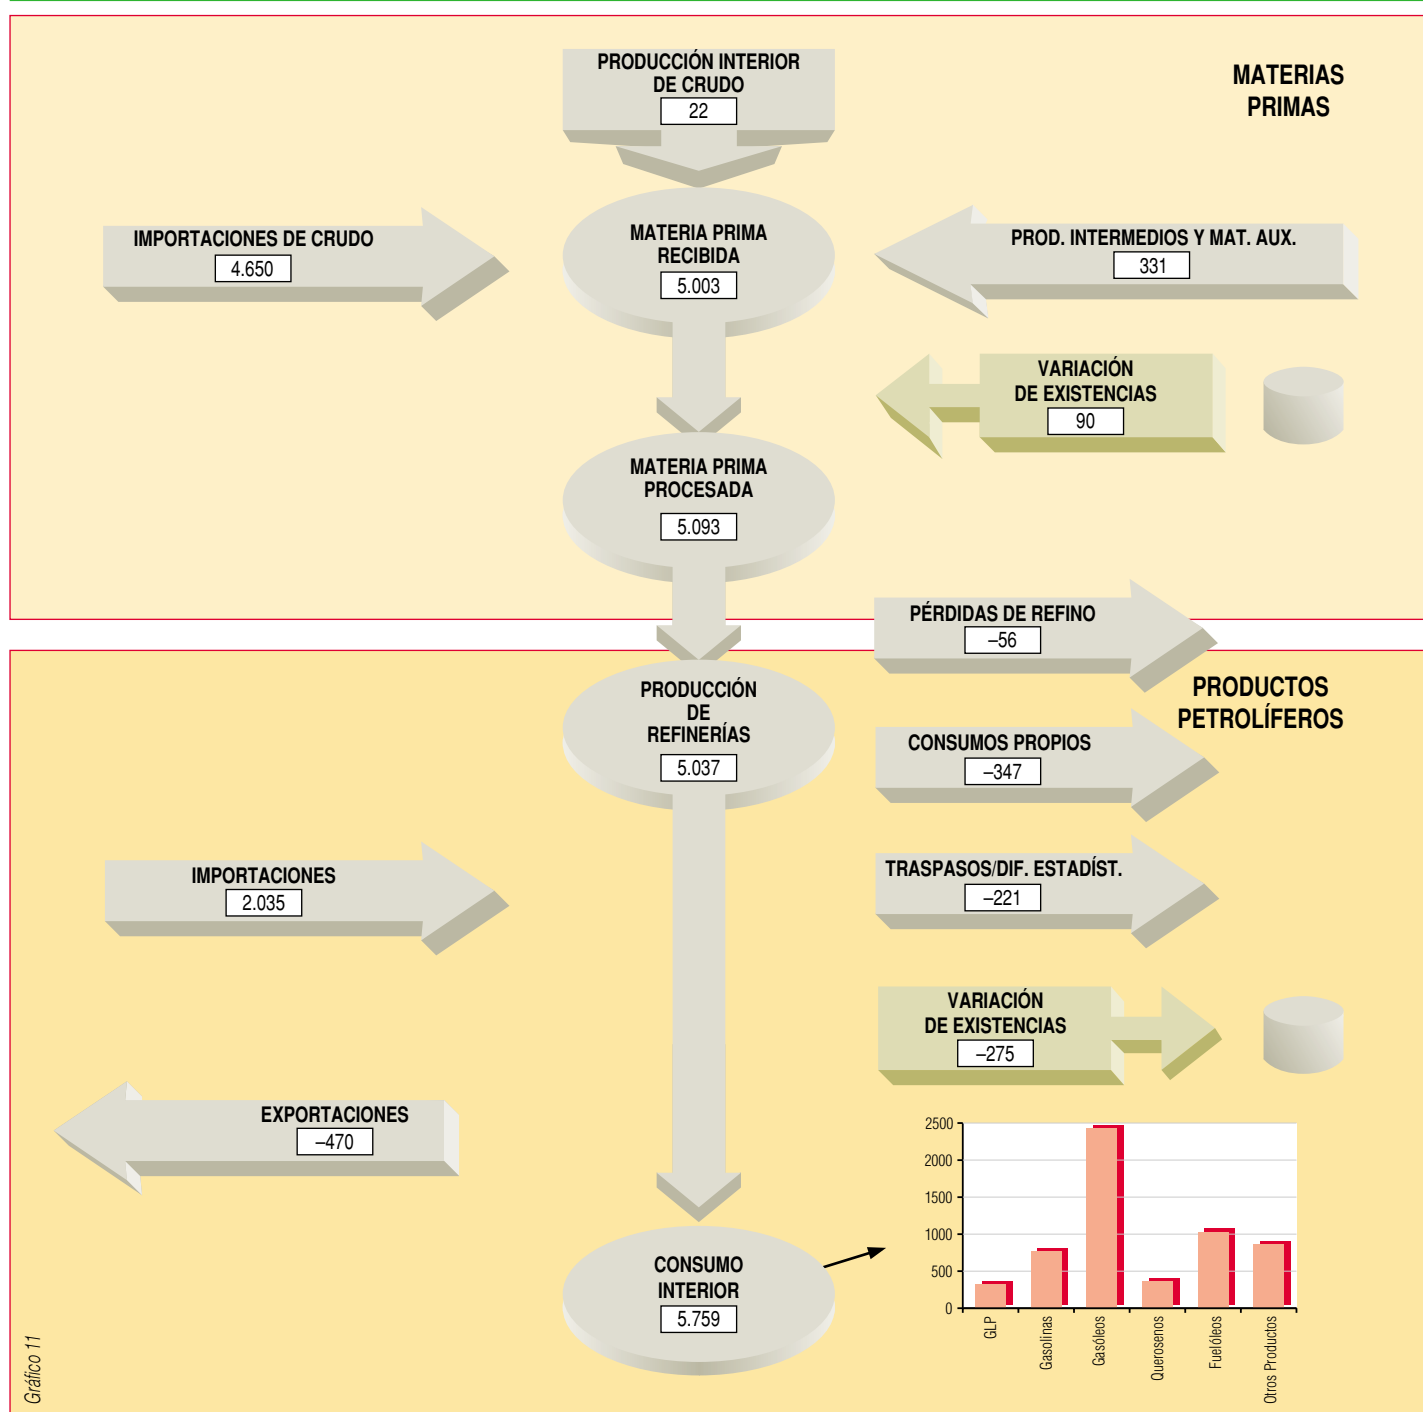 PRODUCCIÓN INTERIOR
DE CRUDO
22
MATERIAS
PRIMAS
IMPORTACIONES DE CRUDO
4.650
MATERIA PRIMA
RECIBIDA
5.003
PROD. INTERMEDIOS Y MAT. AUX.
331
VARIACIÓN
DE EXISTENCIAS
90
MATERIA PRIMA
PROCESADA
5.093
PÉRDIDAS DE REFINO
–56
PRODUCTOS
PETROLÍFEROS
PRODUCCIÓN
DE
REFINERÍAS
5.037
CONSUMOS PROPIOS
–347
IMPORTACIONES
2.035
TRASPASOS/DIF. ESTADÍST.
–221
VARIACIÓN
DE EXISTENCIAS
–275
EXPORTACIONES
–470
CONSUMO
INTERIOR
5.759
2500
2000
1500
1000
500
0
GLP
Gasolinas
Gasóleos
Querosenos
Fuelóleos
Otros Productos
Gráfico 11